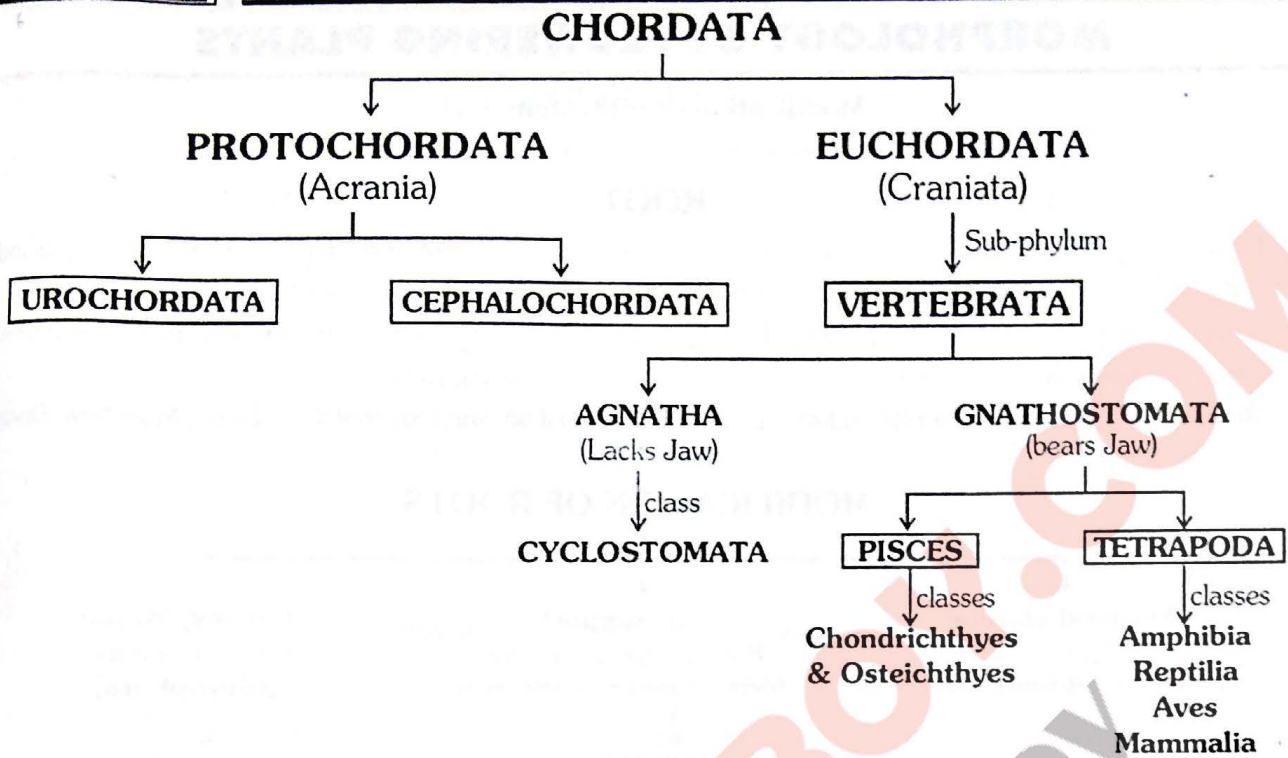 CHORDATA
PROTOCHORDATA
(Acrania)
EUCHORDATA
(Craniata)
Sub-phylum
UROCHORDATA
CEPHALOCHORDATA
VERTEBRATA
AGNATHA
(Lacks Jaw)
GNATHOSTOMATA
(bears Jaw)
class
CYCLOSTOMATA
PISCES
TETRAPODA
classes
classes
Chondrichthyes
& Osteichthyes
Amphibia
Reptilia
Aves
Mammalia